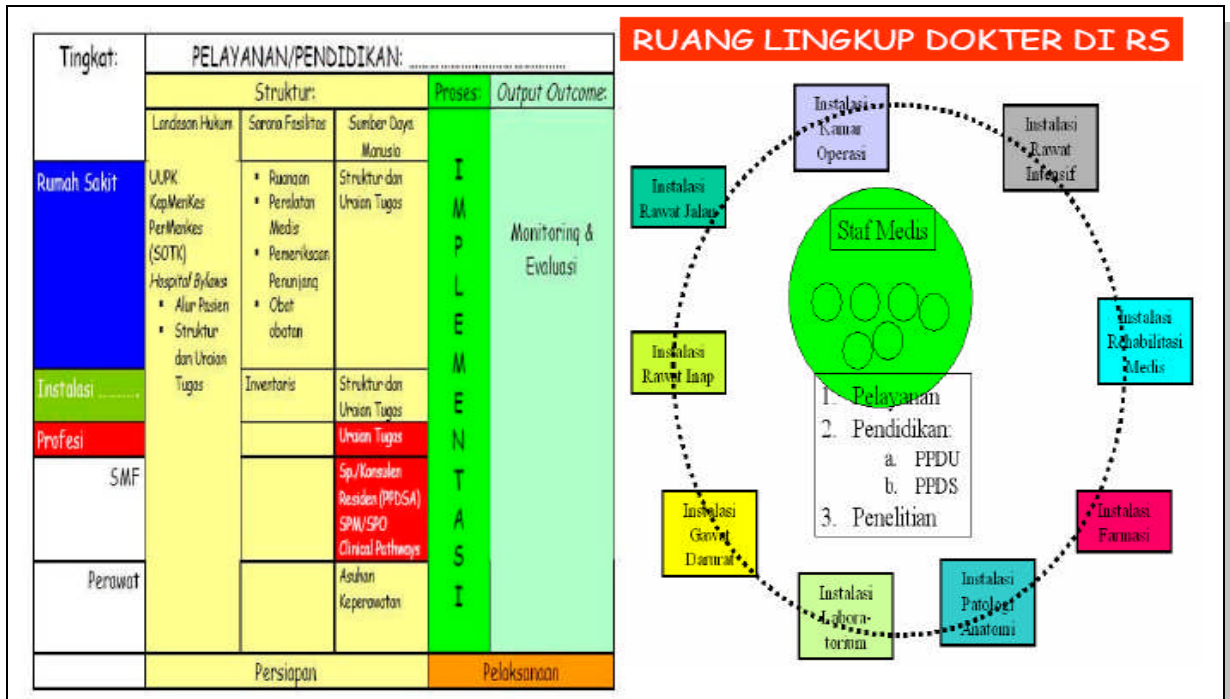 Tingkat:
PELAYANAN/PENDIDIKAN: ..............................
Struktur:
Proses:
Output Outcome:
Landasan Hukum
Sarana Fasilitas
Sumber Daya
Manusia
Rumah Sakit
UUPK
KepMenKes
PerMenkes
(SOTK)
Hospital Bylaws
▪ Alur Pasien
▪ Struktur
dan Uraian
Tugas
▪ Ruangan
▪ Peralatan
Medis
▪ Pemeriksaan
Penunjang
▪ Obat
obatan
Struktur dan
Uraian Tugas
I
M
P
L
E
M
E
N
T
A
S
I
Monitoring &
Evaluasi
Instalasi ..........
Inventaris
Struktur dan
Uraian Tugas
Profesi
Uraian Tugas
SMF
Sp./Konsulen
Residen (PPDSA)
SPM/SPO
Clinical Pathways
Perawat
Asuhan
Keperawatan
Persiapan
Pelaksanaan
RUANG LINGKUP DOKTER DI RS
Instalasi
Kamar
Operasi
Instalasi
Rawat
Intensif
Instalasi
Rawat Jalan
Staf Medis
Instalasi
Rehabilitasi
Medis
Instalasi
Rawat Inap
1. Pelayanan
2. Pendidikan:
a. PPDU
b. PPDS
3. Penelitian
Instalasi
Gawat
Darurat
Instalasi
Farmasi
Instalasi
Labora-
torium
Instalasi
Patologi
Anatomi